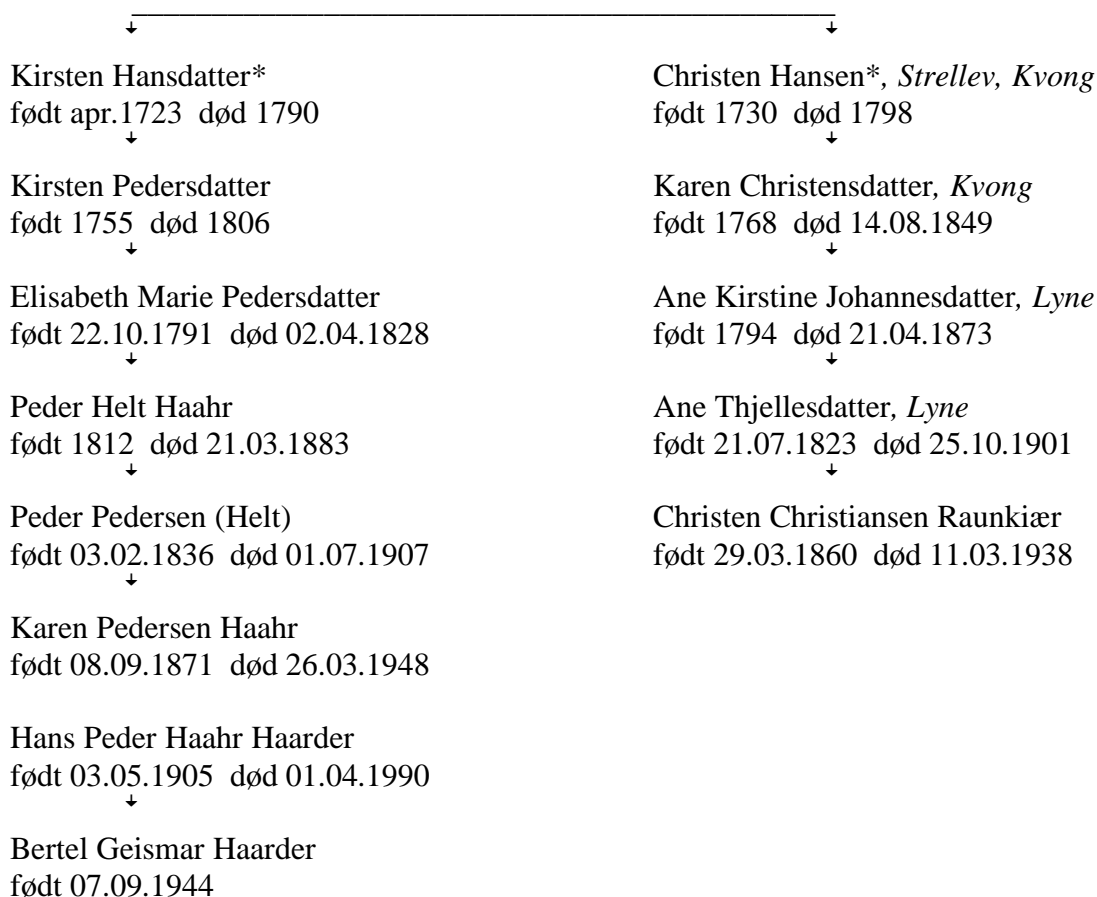 Kirsten Hansdatter*
født apr.1723 død 1790
Kirsten Pedersdatter
født 1755 død 1806
Elisabeth Marie Pedersdatter
født 22.10.1791 død 02.04.1828
Peder Helt Haahr
født 1812 død 21.03.1883
Peder Pedersen (Helt)
født 03.02.1836 død 01.07.1907
Karen Pedersen Haahr
født 08.09.1871 død 26.03.1948
Hans Peder Haahr Haarder
født 03.05.1905 død 01.04.1990
Bertel Geismar Haarder
født 07.09.1944
Christen Hansen*, Strellev, Kvong
født 1730 død 1798
Karen Christensdatter, Kvong
født 1768 død 14.08.1849
Ane Kirstine Johannesdatter, Lyne
født 1794 død 21.04.1873
Ane Thjellesdatter, Lyne
født 21.07.1823 død 25.10.1901
Christen Christiansen Raunkiær
født 29.03.1860 død 11.03.1938